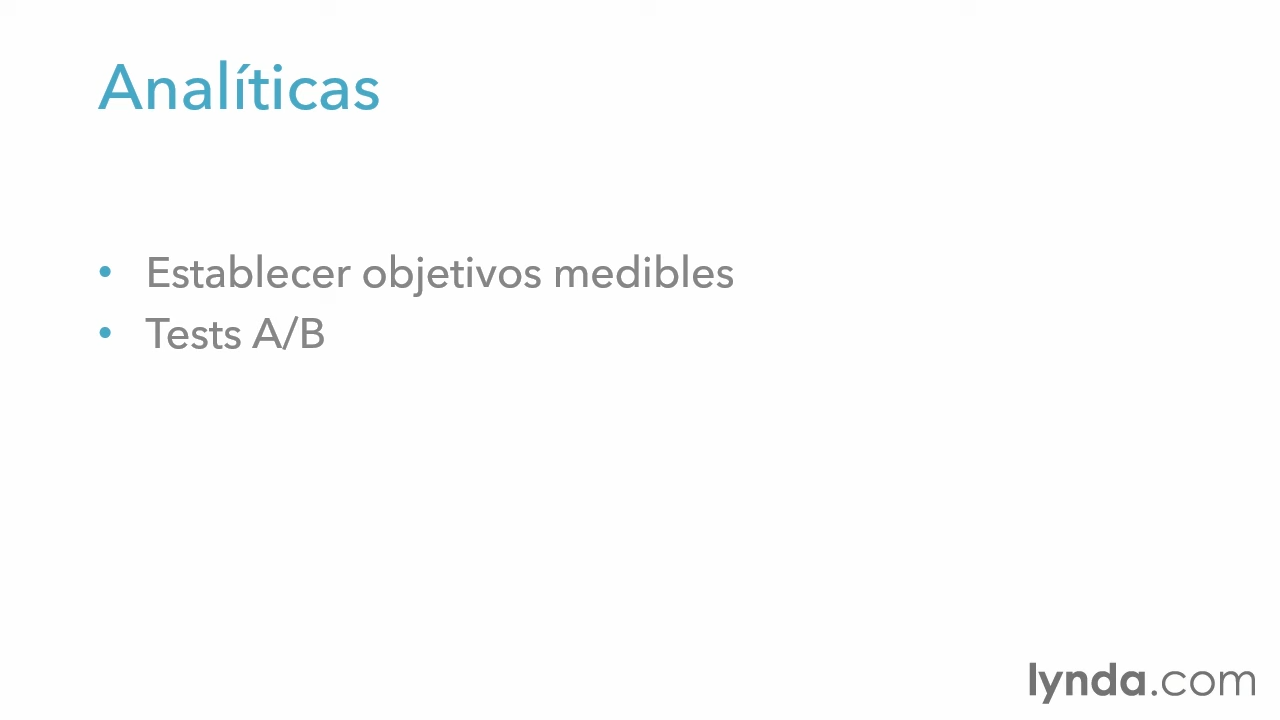 Analíticas
• Establecer objetivos medibles
• Tests A/B
lynda.com